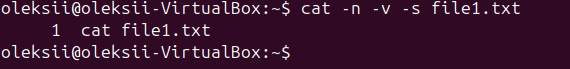 oleksii@oleksii-VirtualBox:~$ cat -n -v -s file1.txt
     1  cat file1.txt
oleksii@oleksii-VirtualBox:~$